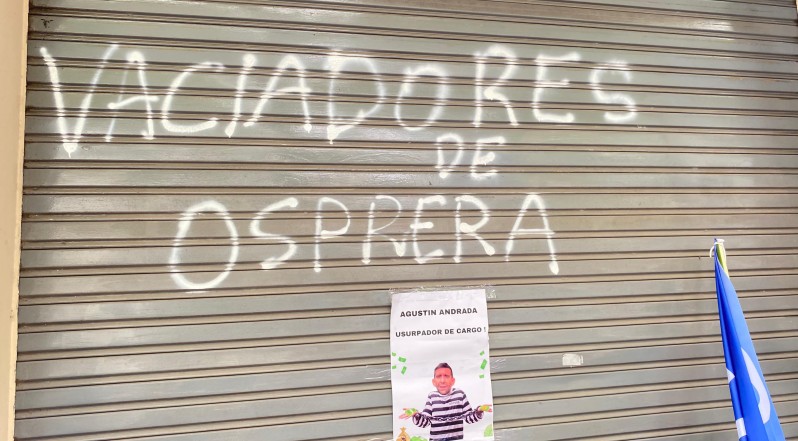 VACIADORES
DE
OSPRERA
AGUSTIN ANDRADA
USURPADOR DE CARGO !